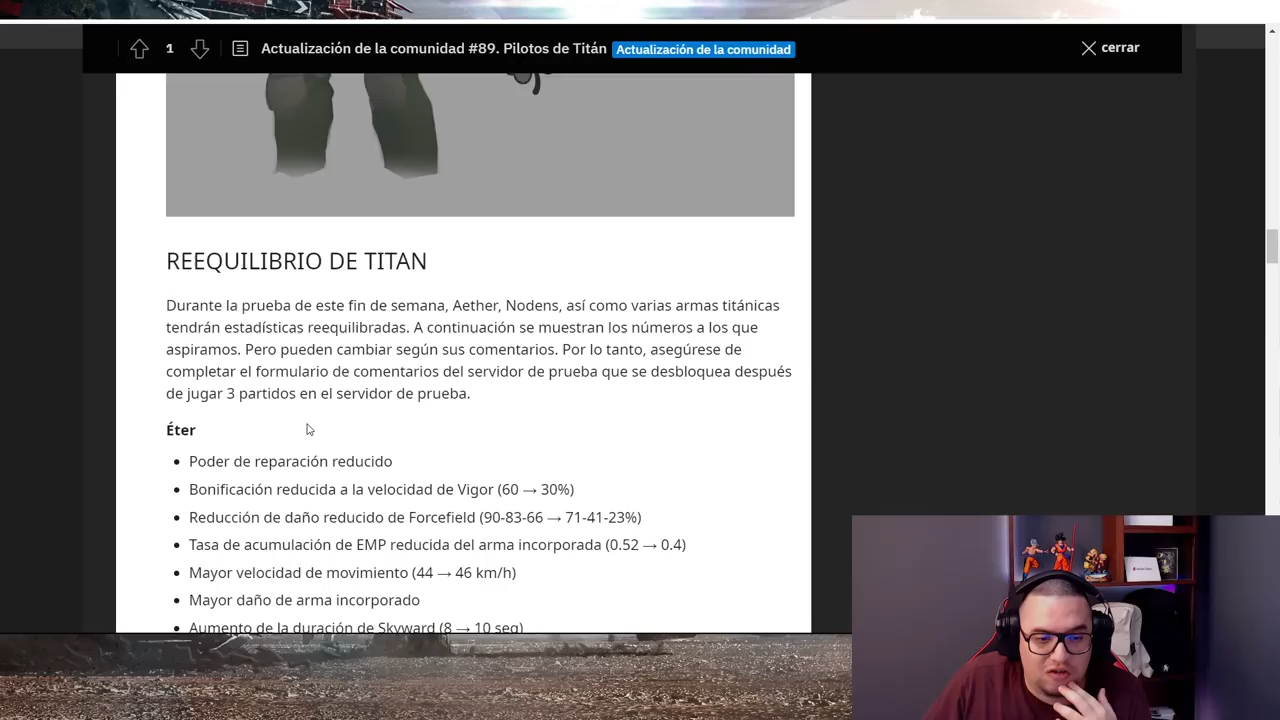 1 Actualización de la comunidad #89. Pilotos de Titán Actualización de la comunidad cerrar
REEQUILIBRIO DE TITAN
Durante la prueba de este fin de semana, Aether, Nodens, así como varias armas titánicas
tendrán estadísticas reequilibradas. A continuación se muestran los números a los que
aspiramos. Pero pueden cambiar según sus comentarios. Por lo tanto, asegúrese de
completar el formulario de comentarios del servidor de prueba que se desbloquea después
de jugar 3 partidos en el servidor de prueba.
Éter
• Poder de reparación reducido
• Bonificación reducida a la velocidad de Vigor (60 → 30%)
• Reducción de daño reducido de Forcefield (90-83-66 → 71-41-23%)
• Tasa de acumulación de EMP reducida del arma incorporada (0.52 → 0.4)
• Mayor velocidad de movimiento (44 → 46 km/h)
• Mayor daño de arma incorporado
• Aumento de la duración de Skyward (8 → 10 seg)